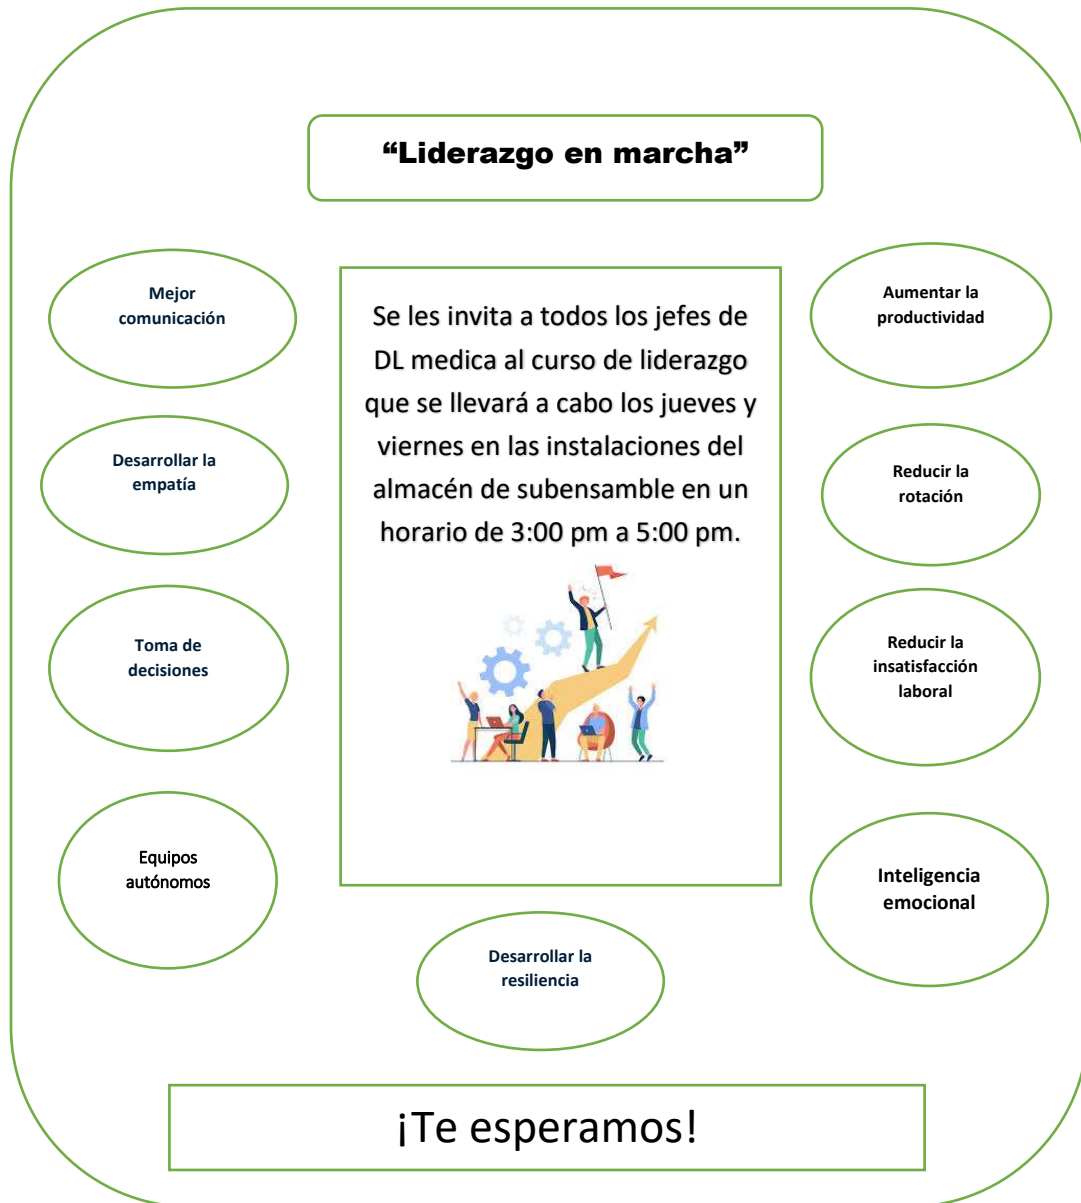 “Liderazgo en marcha”
Mejor
comunicación
Desarrollar la
empatía
Toma de
decisiones
Equipos
autónomos
Se les invita a todos los jefes de
DL medica al curso de liderazgo
que se llevará a cabo los jueves y
viernes en las instalaciones del
almacén de subensamble en un
horario de 3:00 pm a 5:00 pm.
Aumentar la
productividad
Reducir la
rotación
Reducir la
insatisfacción
laboral
Inteligencia
emocional
Desarrollar la
resiliencia
¡Te esperamos!